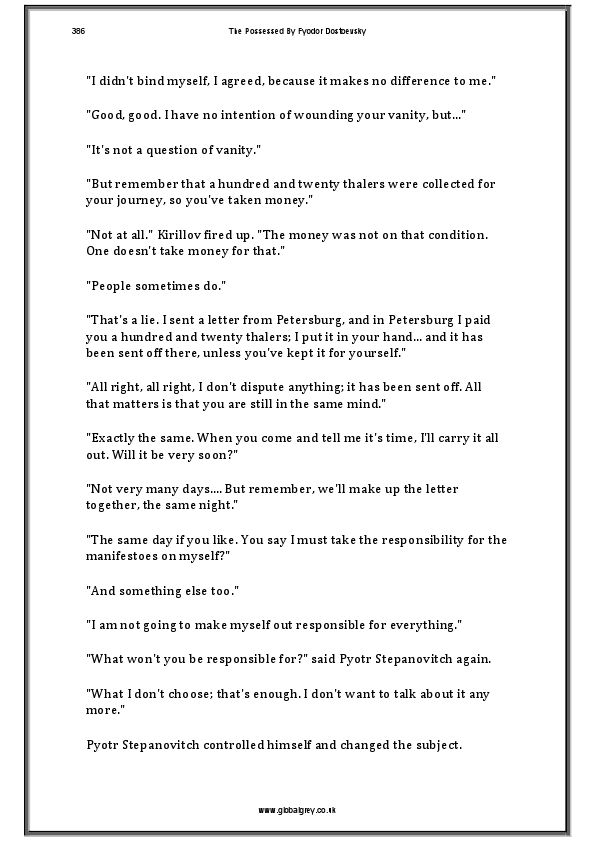 386
The Possessed By Fyodor Dostoevsky
"I didn't bind myself, I agreed, because it makes no difference to me."
"Good, good. I have no intention of wounding your vanity, but..."
"It's not a question of vanity."
"But remember that a hundred and twenty thalers were collected for
your journey, so you've taken money."
"Not at all." Kirillov fired up. "The money was not on that condition.
One doesn't take money for that."
"People sometimes do."
"That's a lie. I sent a letter from Petersburg, and in Petersburg I paid
you a hundred and twenty thalers; I put it in your hand... and it has
been sent off there, unless you've kept it for yourself."
"All right, all right, I don't dispute anything; it has been sent off. All
that matters is that you are still in the same mind."
"Exactly the same. When you come and tell me it's time, I'll carry it all
out. Will it be very soon?"
"Not very many days.... But remember, we'll make up the letter
together, the same night."
"The same day if you like. You say I must take the responsibility for the
manifestoes on myself?"
"And something else too."
"I am not going to make myself out responsible for everything."
"What won't you be responsible for?" said Pyotr Stepanovitch again.
"What I don't choose; that's enough. I don't want to talk about it any
more."
Pyotr Stepanovitch controlled himself and changed the subject.
www.globalgrey.co.uk